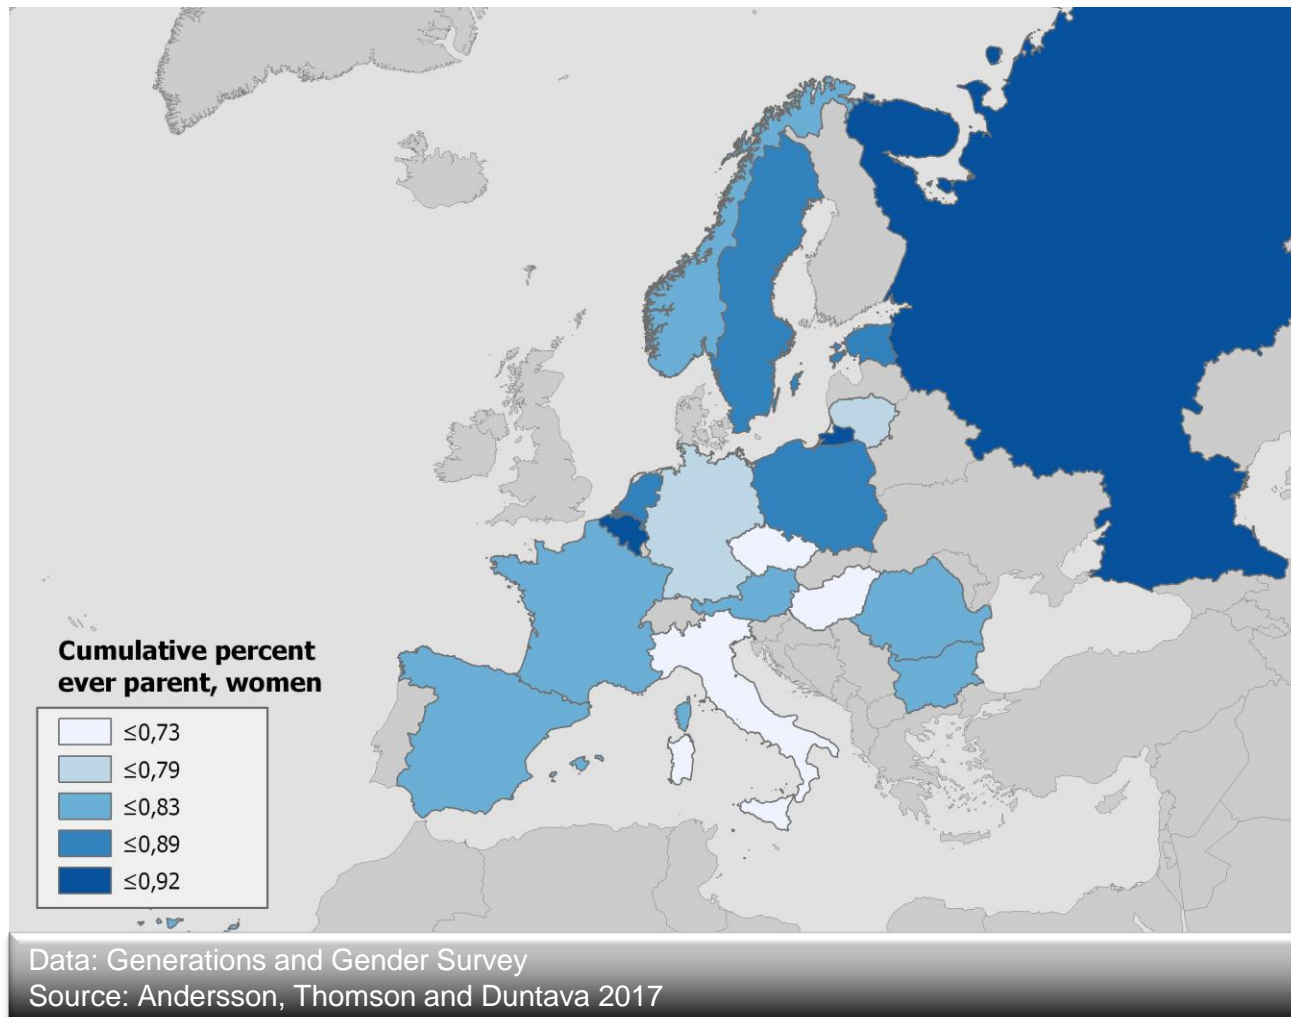 Cumulative percent
ever parent, women
≤0,73
≤0,79
≤0,83
≤0,89
≤0,92
Data: Generations and Gender Survey
Source: Andersson, Thomson and Duntava 2017